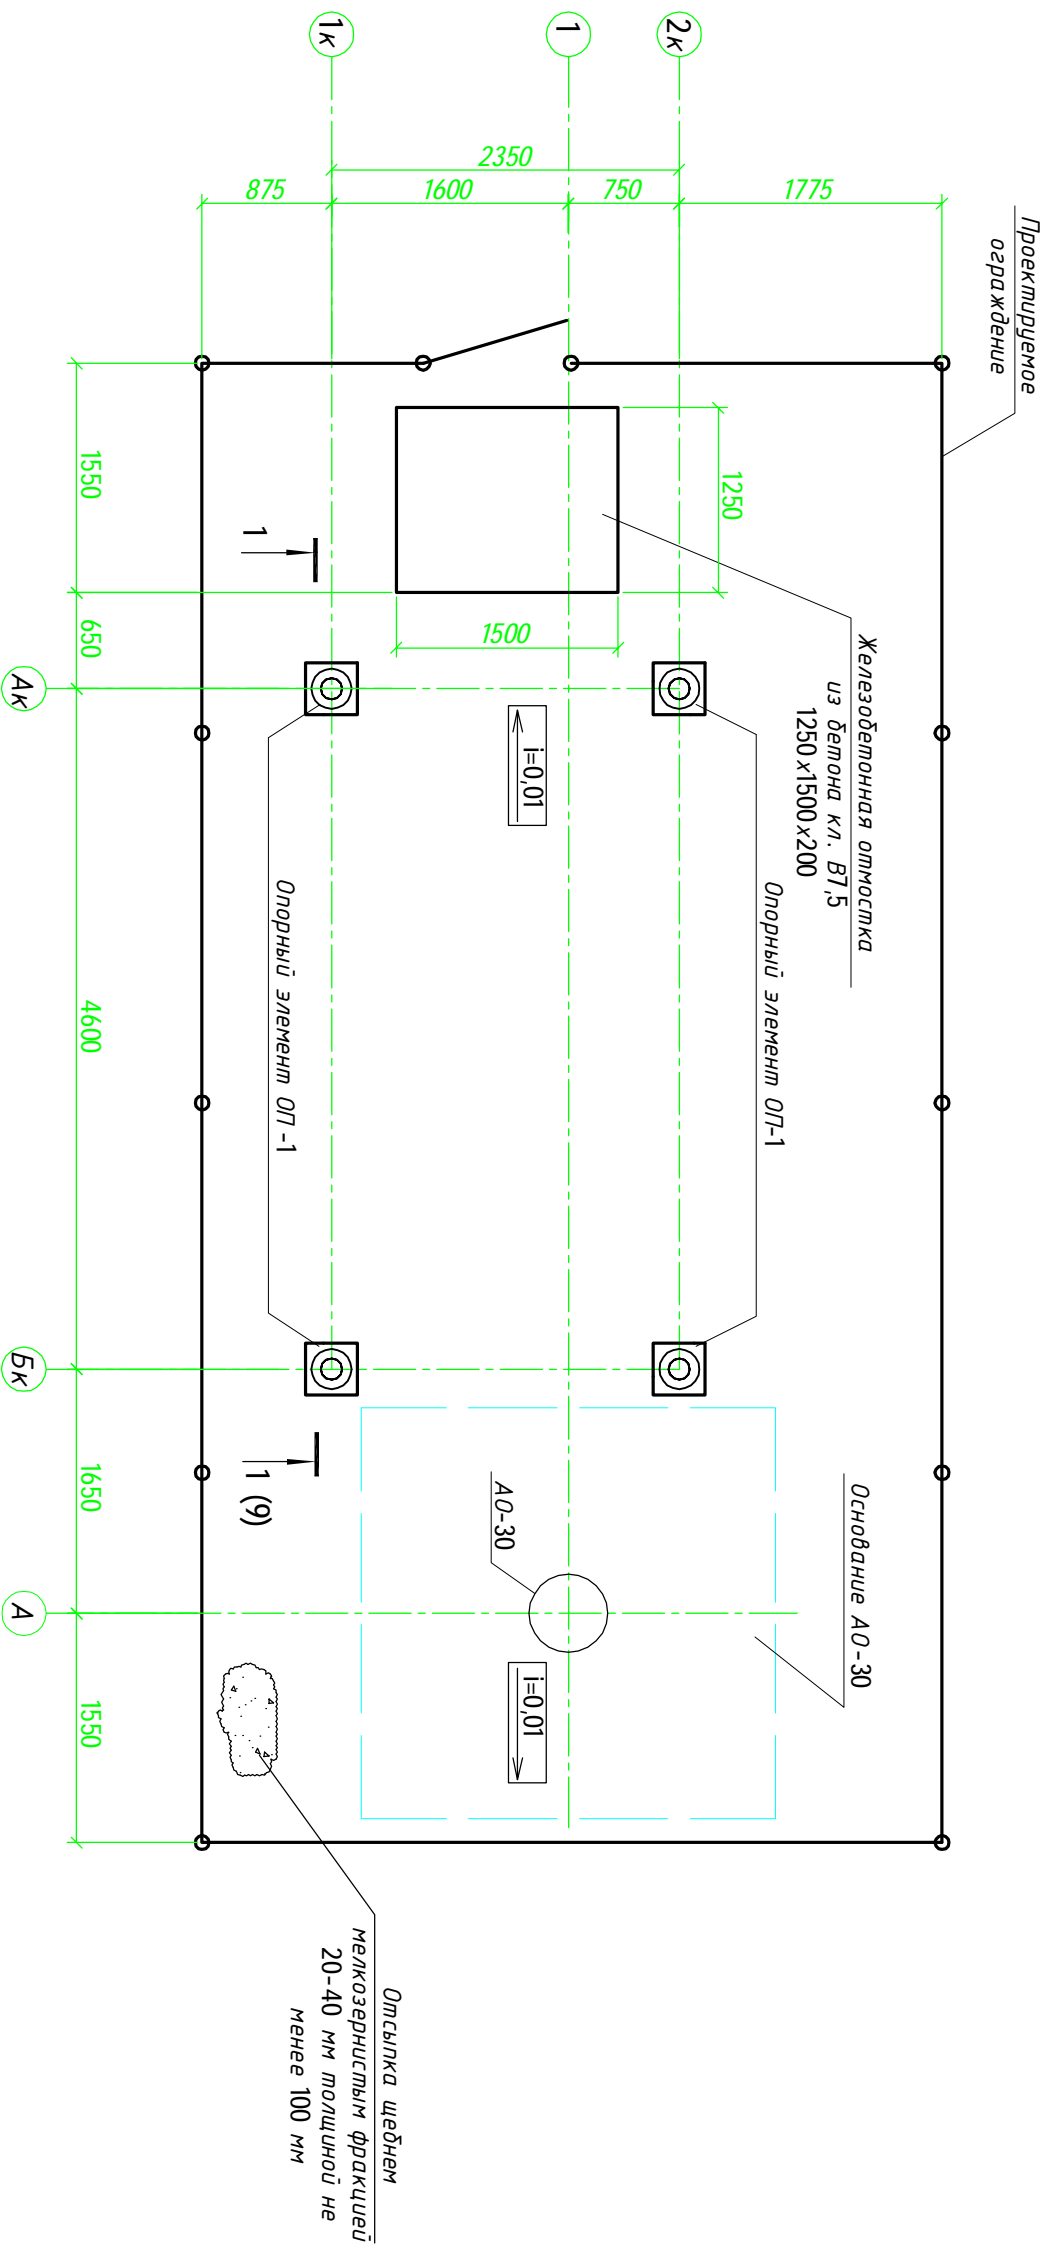 Проектируемое
ограждение
2к
1
1к
2350
1775
750
1600
875
1250
1500
Железобетонная отмостка
из бетона кл. В7,5
1250х1500х200
Опорный элемент ОП-1
Опорный элемент ОП-1
i=0,01
i=0,01
Основание АО-30
АО-30
1
1 (9)
1550
650
4600
1650
1550
Ак
Бк
А
Отсыпка щебнем
мелкозернистым фракцией
20-40 мм толщиной не
менее 100 мм